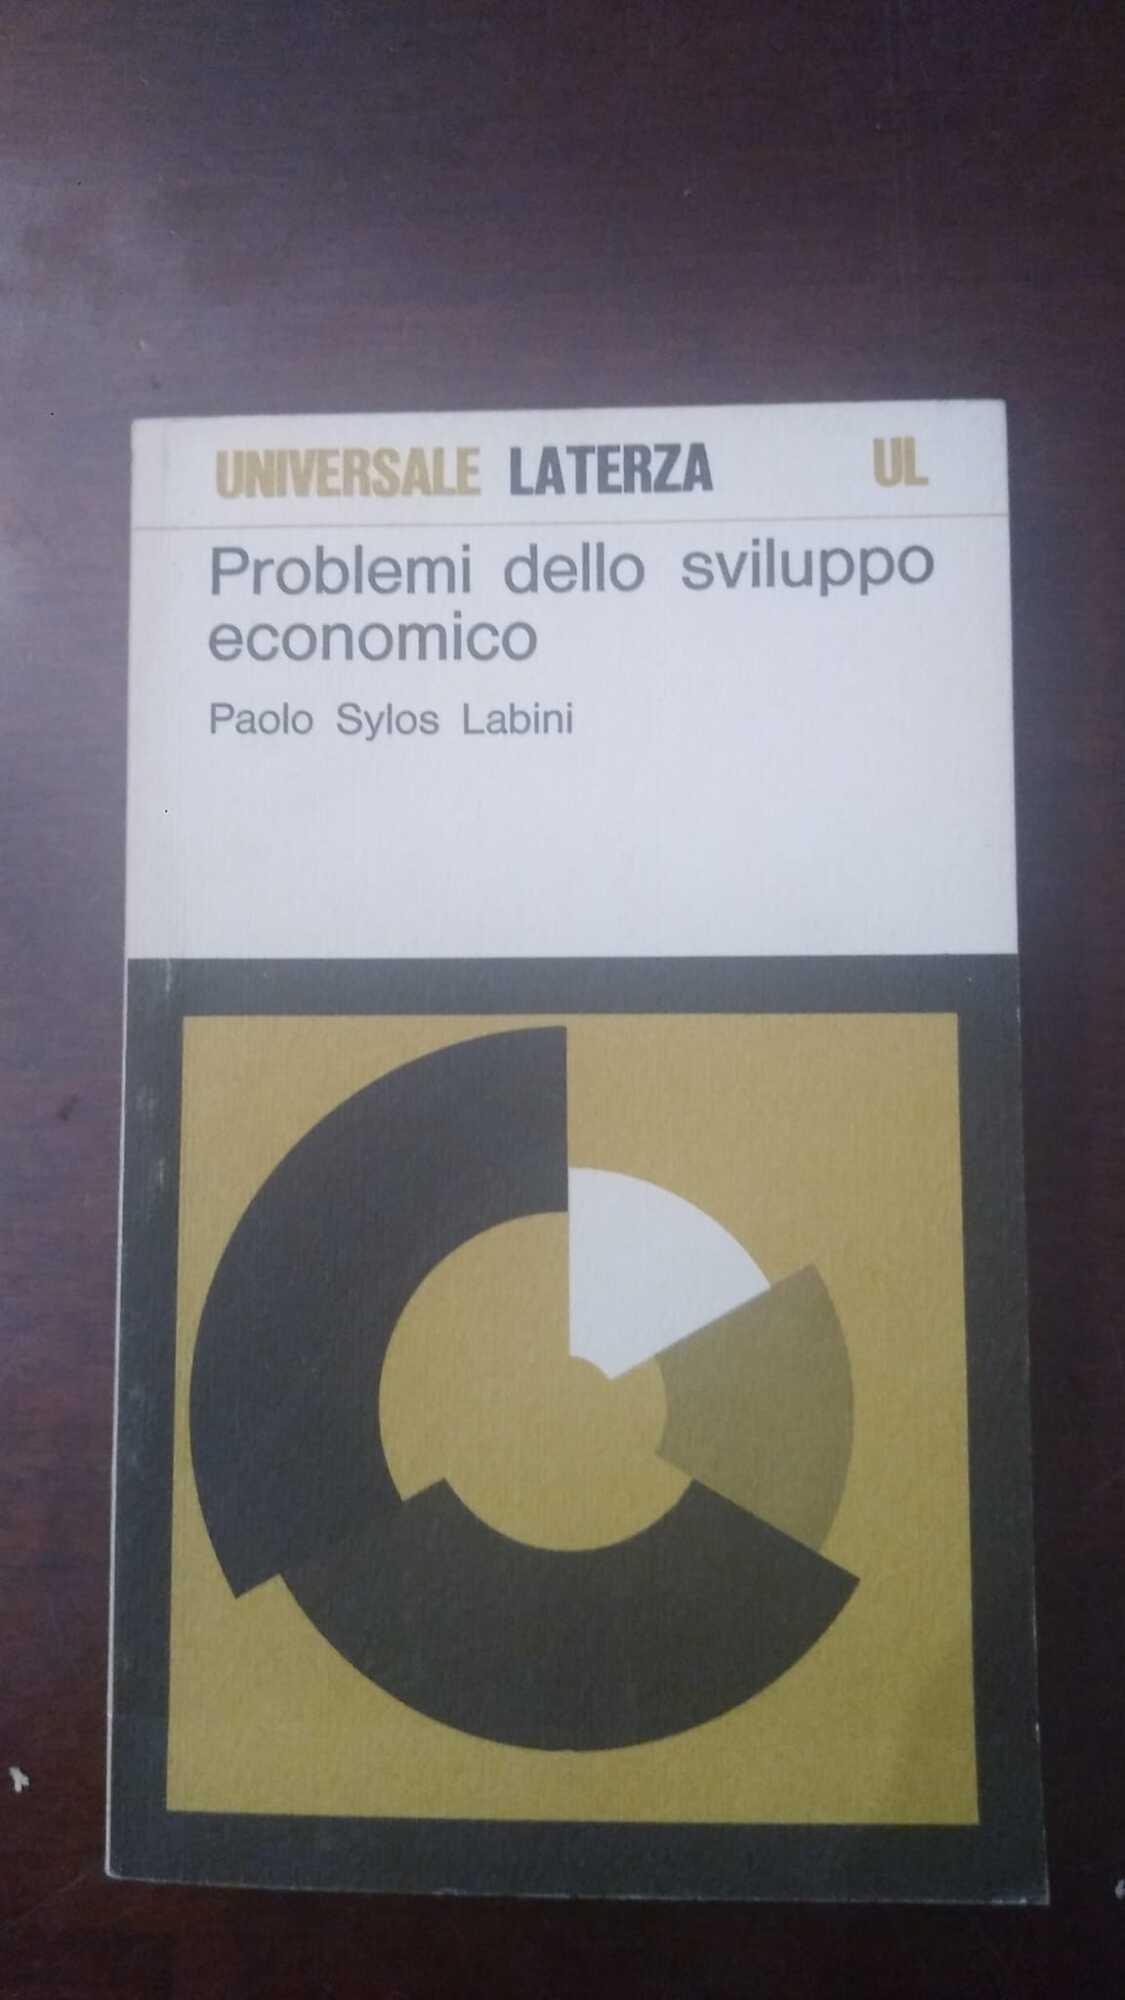 UNIVERSALE LATERZA UL
Problemi dello sviluppo
economico
Paolo Sylos Labini